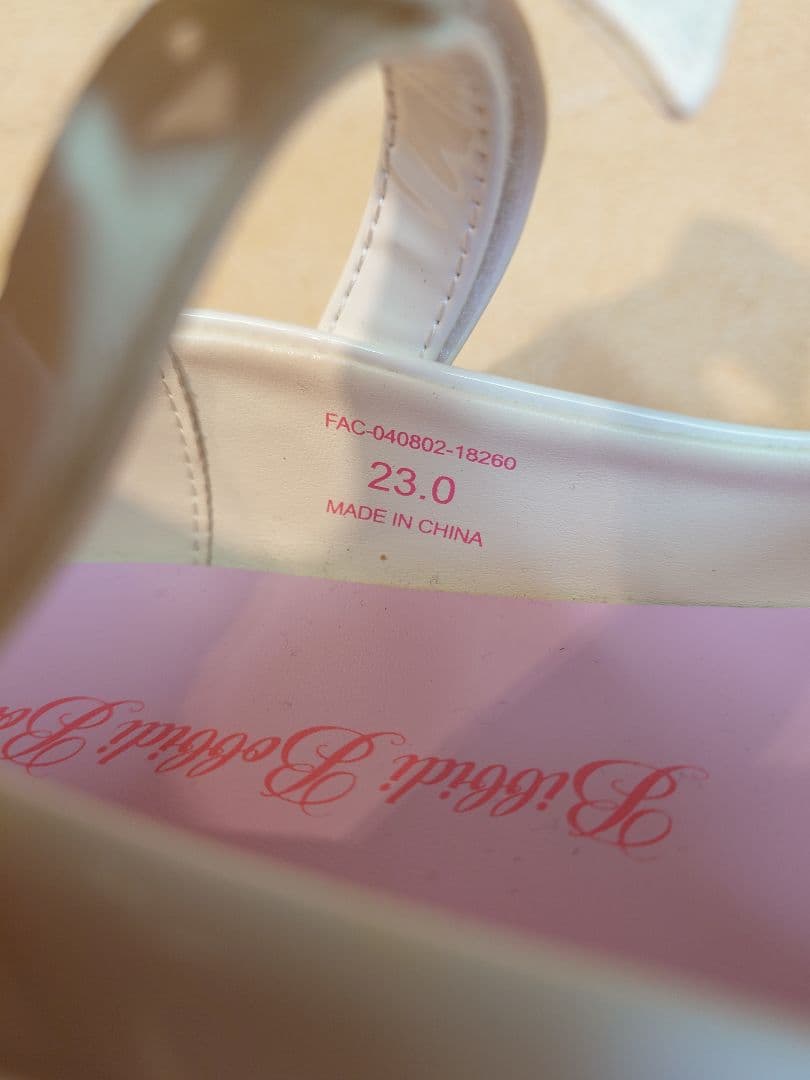 FAC-040802-18260
23.0
MADE IN CHINA
Bibbidi Bobbidi